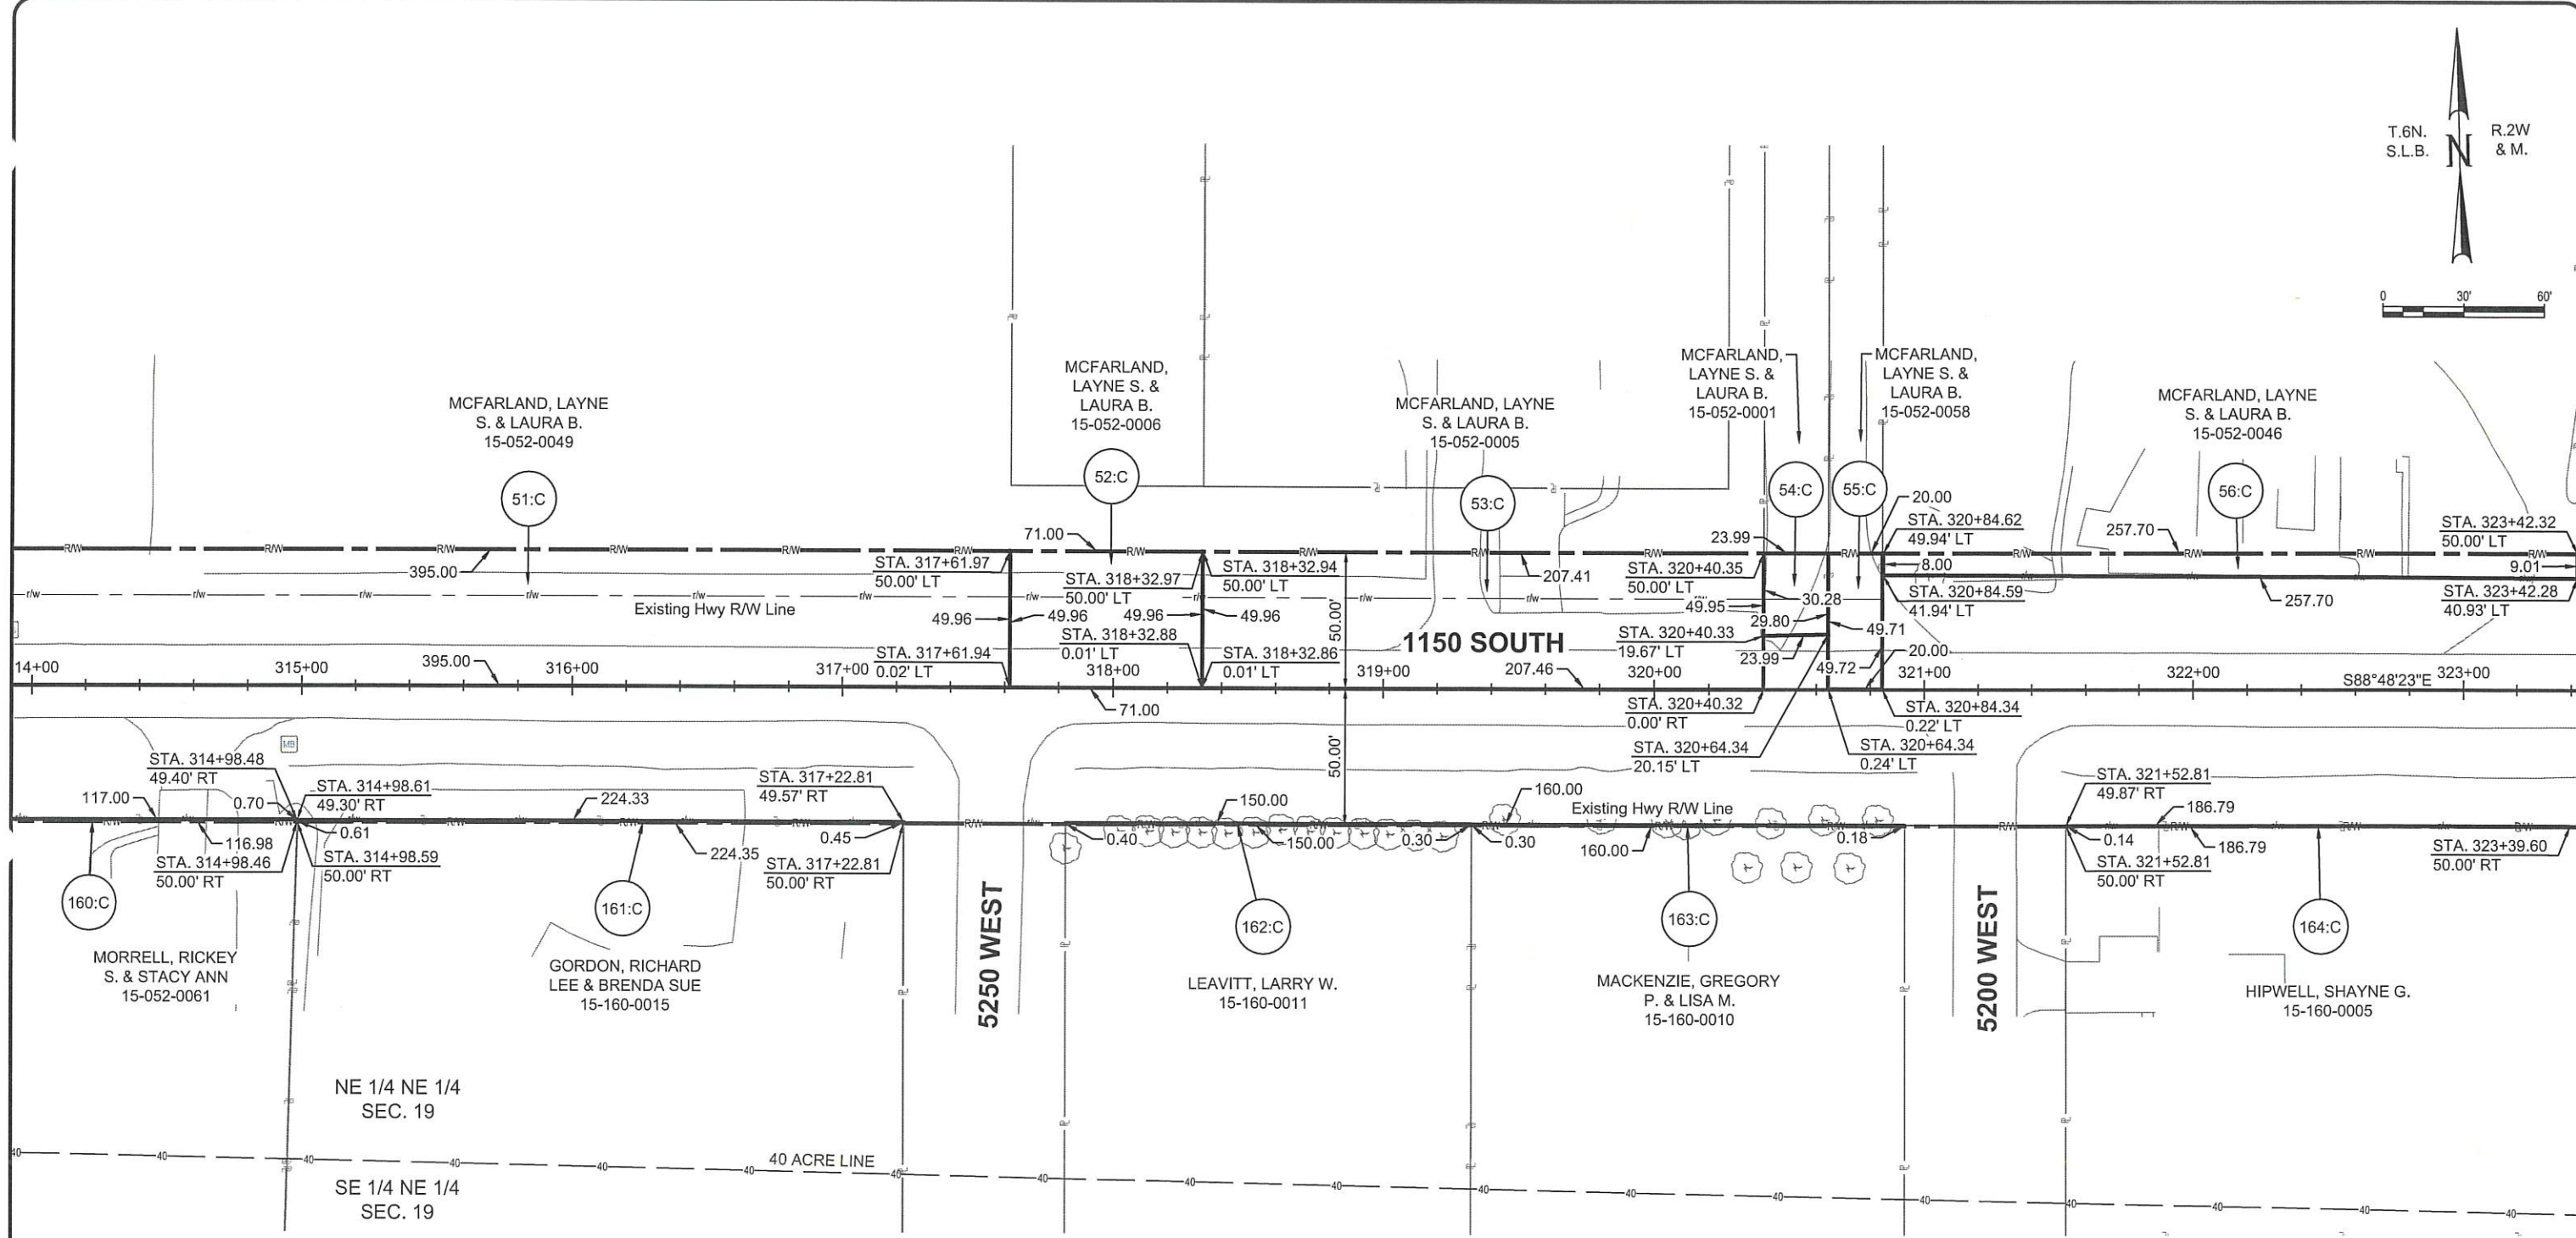 T.6N.
S.L.B.
N
R.2W
& M.
0 30' 60'
MCFARLAND, LAYNE
S. & LAURA B.
15-052-0049
51:C
MCFARLAND,
LAYNE S. &
LAURA B.
15-052-0006
52:C
MCFARLAND, LAYNE
S. & LAURA B.
15-052-0005
53:C
MCFARLAND,
LAYNE S. &
LAURA B.
15-052-0001
54:C
MCFARLAND,
LAYNE S. &
LAURA B.
15-052-0058
55:C
MCFARLAND, LAYNE
S. & LAURA B.
15-052-0046
56:C
R/W R/W R/W R/W R/W R/W R/W R/W R/W R/W R/W R/W R/W R/W R/W
395.00
STA. 317+61.97
50.00' LT
71.00
STA. 318+32.97
50.00' LT
STA. 318+32.94
50.00' LT
207.41
23.99
STA. 320+40.35
50.00' LT
20.00
STA. 320+84.62
49.94' LT
8.00
STA. 320+84.59
41.94' LT
257.70
257.70
STA. 323+42.32
50.00' LT
9.01
STA. 323+42.28
40.93' LT
r/w r/w r/w r/w r/w r/w r/w r/w
Existing Hwy R/W Line
49.96
49.96
49.96
49.96
STA. 318+32.88
0.01' LT
STA. 317+61.94
0.02' LT
STA. 318+32.86
0.01' LT
50.00'
1150 SOUTH
49.95
30.28
29.80
49.71
STA. 320+40.33
19.67' LT
23.99
49.72
20.00
14+00
395.00
315+00
316+00
317+00
318+00
319+00
207.46
320+00
321+00
322+00
S88°48'23"E
323+00
71.00
50.00'
STA. 320+40.32
0.00' RT
STA. 320+64.34
20.15' LT
STA. 320+84.34
0.22' LT
STA. 320+64.34
0.24' LT
MB
STA. 314+98.48
49.40' RT
117.00
0.70
STA. 314+98.61
49.30' RT
0.61
116.98
STA. 314+98.46
50.00' RT
STA. 314+98.59
50.00' RT
224.33
224.35
STA. 317+22.81
49.57' RT
0.45
STA. 317+22.81
50.00' RT
0.40
150.00
150.00
0.30
0.30
160.00
Existing Hwy R/W Line
160.00
0.18
STA. 321+52.81
49.87' RT
0.14
STA. 321+52.81
50.00' RT
186.79
186.79
STA. 323+39.60
50.00' RT
160:C
MORRELL, RICKEY
S. & STACY ANN
15-052-0061
161:C
GORDON, RICHARD
LEE & BRENDA SUE
15-160-0015
5250 WEST
162:C
LEAVITT, LARRY W.
15-160-0011
163:C
MACKENZIE, GREGORY
P. & LISA M.
15-160-0010
5200 WEST
164:C
HIPWELL, SHAYNE G.
15-160-0005
NE 1/4 NE 1/4
SEC. 19
40 40 40 40 40 40 ACRE LINE 40 40 40 40 40 40 40 40 40 40 40 40
SE 1/4 NE 1/4
SEC. 19